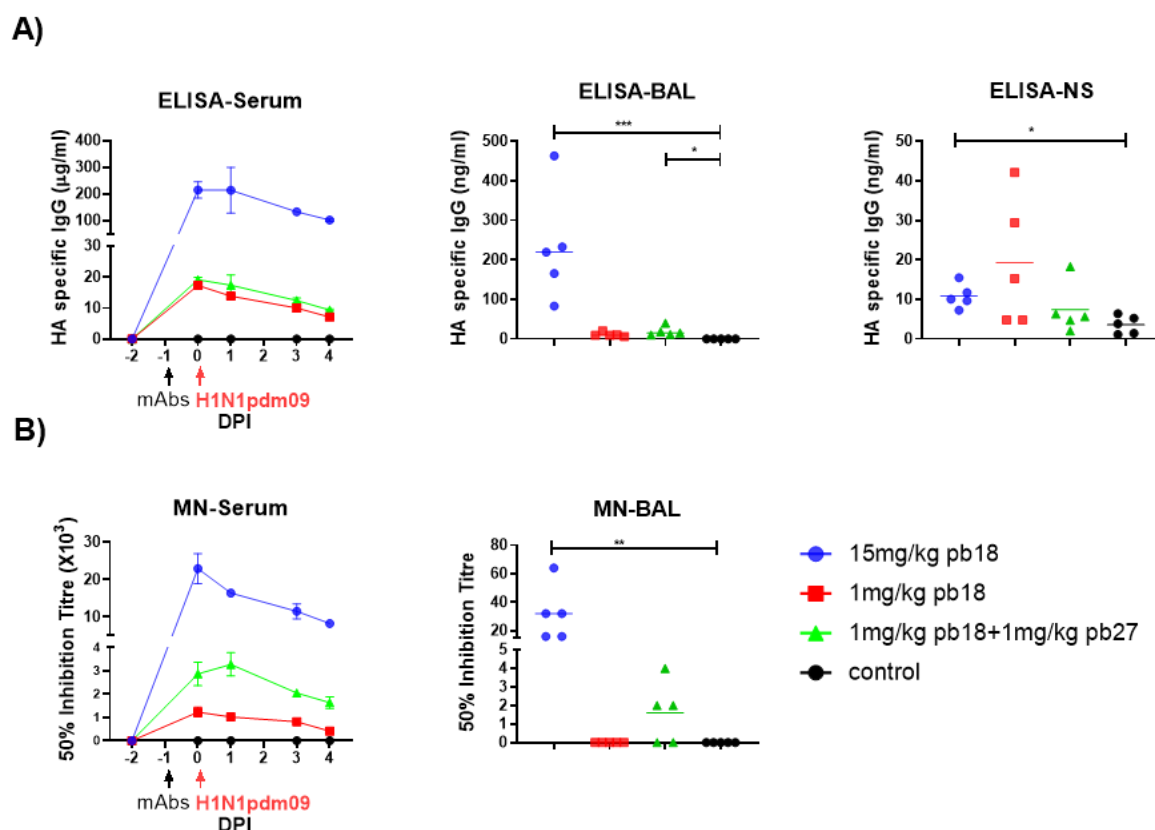 A)
ELISA-Serum
HA specific IgG (μg/ml)
400
300
200
100
30
20
10
0
-2 -1 0 1 2 3 4
mAbs H1N1pdm09
DPI
ELISA-BAL
HA specific IgG (ng/ml)
500
400
300
200
100
0
***
*
ELISA-NS
HA specific IgG (ng/ml)
50
40
30
20
10
0
*
B)
MN-Serum
50% Inhibition Titre (X10³)
30
20
10
4
3
2
1
0
-2 -1 0 1 2 3 4
mAbs H1N1pdm09
DPI
MN-BAL
50% Inhibition Titre
80
60
40
20
5
4
3
2
1
0
**
15mg/kg pb18
1mg/kg pb18
1mg/kg pb18+1mg/kg pb27
control